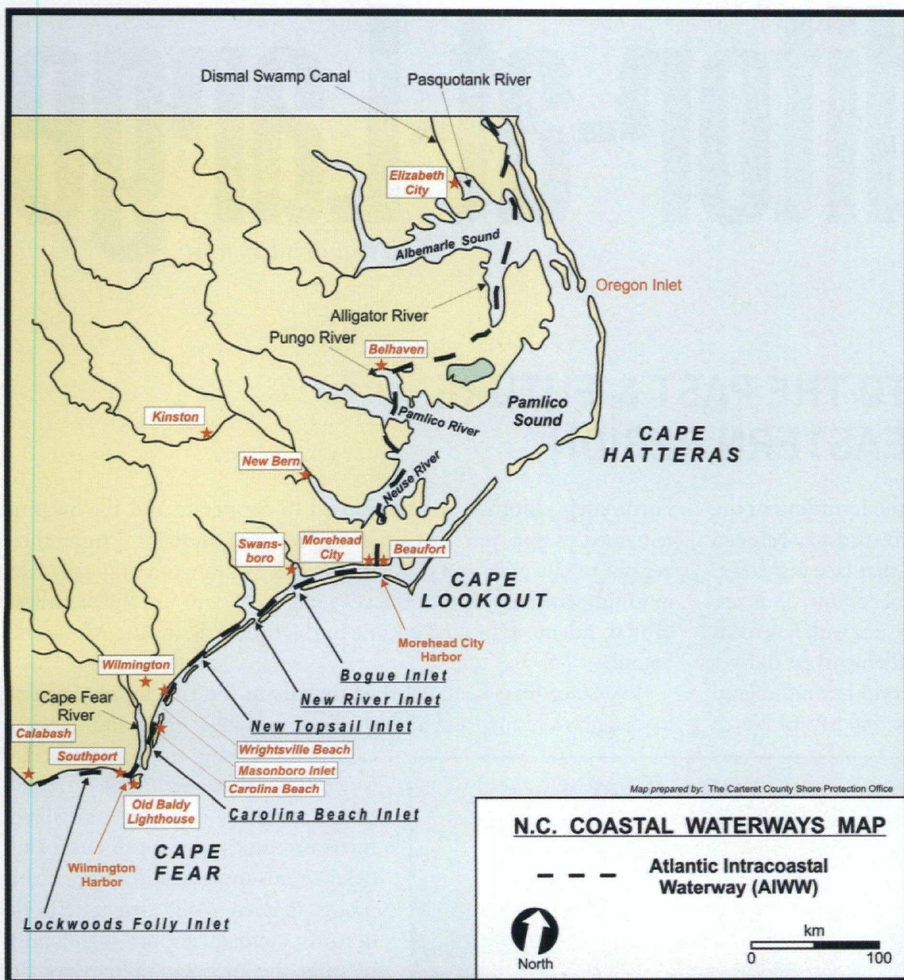 Dismal Swamp Canal
Pasquotank River
Elizabeth
City
Albemarle Sound
Oregon Inlet
Alligator River
Pungo River
Belhaven
Pamlico
Sound
Pamlico River
CAPE
HATTERAS
Kinston
New Bern
Neuse River
Swans-
boro
Morehead
City
Beaufort
CAPE
LOOKOUT
Morehead City
Harbor
Bogue Inlet
Wilmington
New River Inlet
Cape Fear
River
New Topsail Inlet
Calabash
Southport
Wrightsville Beach
Masonboro Inlet
Carolina Beach
Old Baldy
Lighthouse
Carolina Beach Inlet
CAPE
FEAR
Wilmington
Harbor
Lockwoods Folly Inlet
Map prepared by: The Carteret County Shore Protection Office
N.C. COASTAL WATERWAYS MAP
Atlantic Intracoastal
Waterway (AIWW)
North
km
0 100